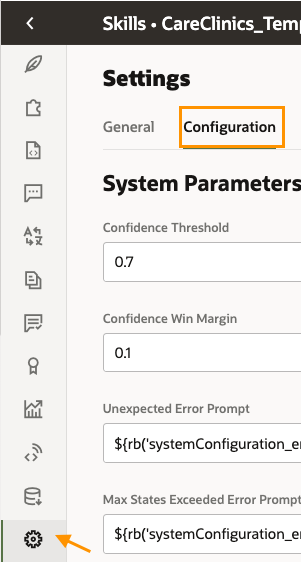 Skills • CareClinics_Temp
Settings
General Configuration
System Parameters
Confidence Threshold
0.7
Confidence Win Margin
0.1
Unexpected Error Prompt
${rb('systemConfiguration_er
Max States Exceeded Error Prompt
${rb('systemConfiguration_er